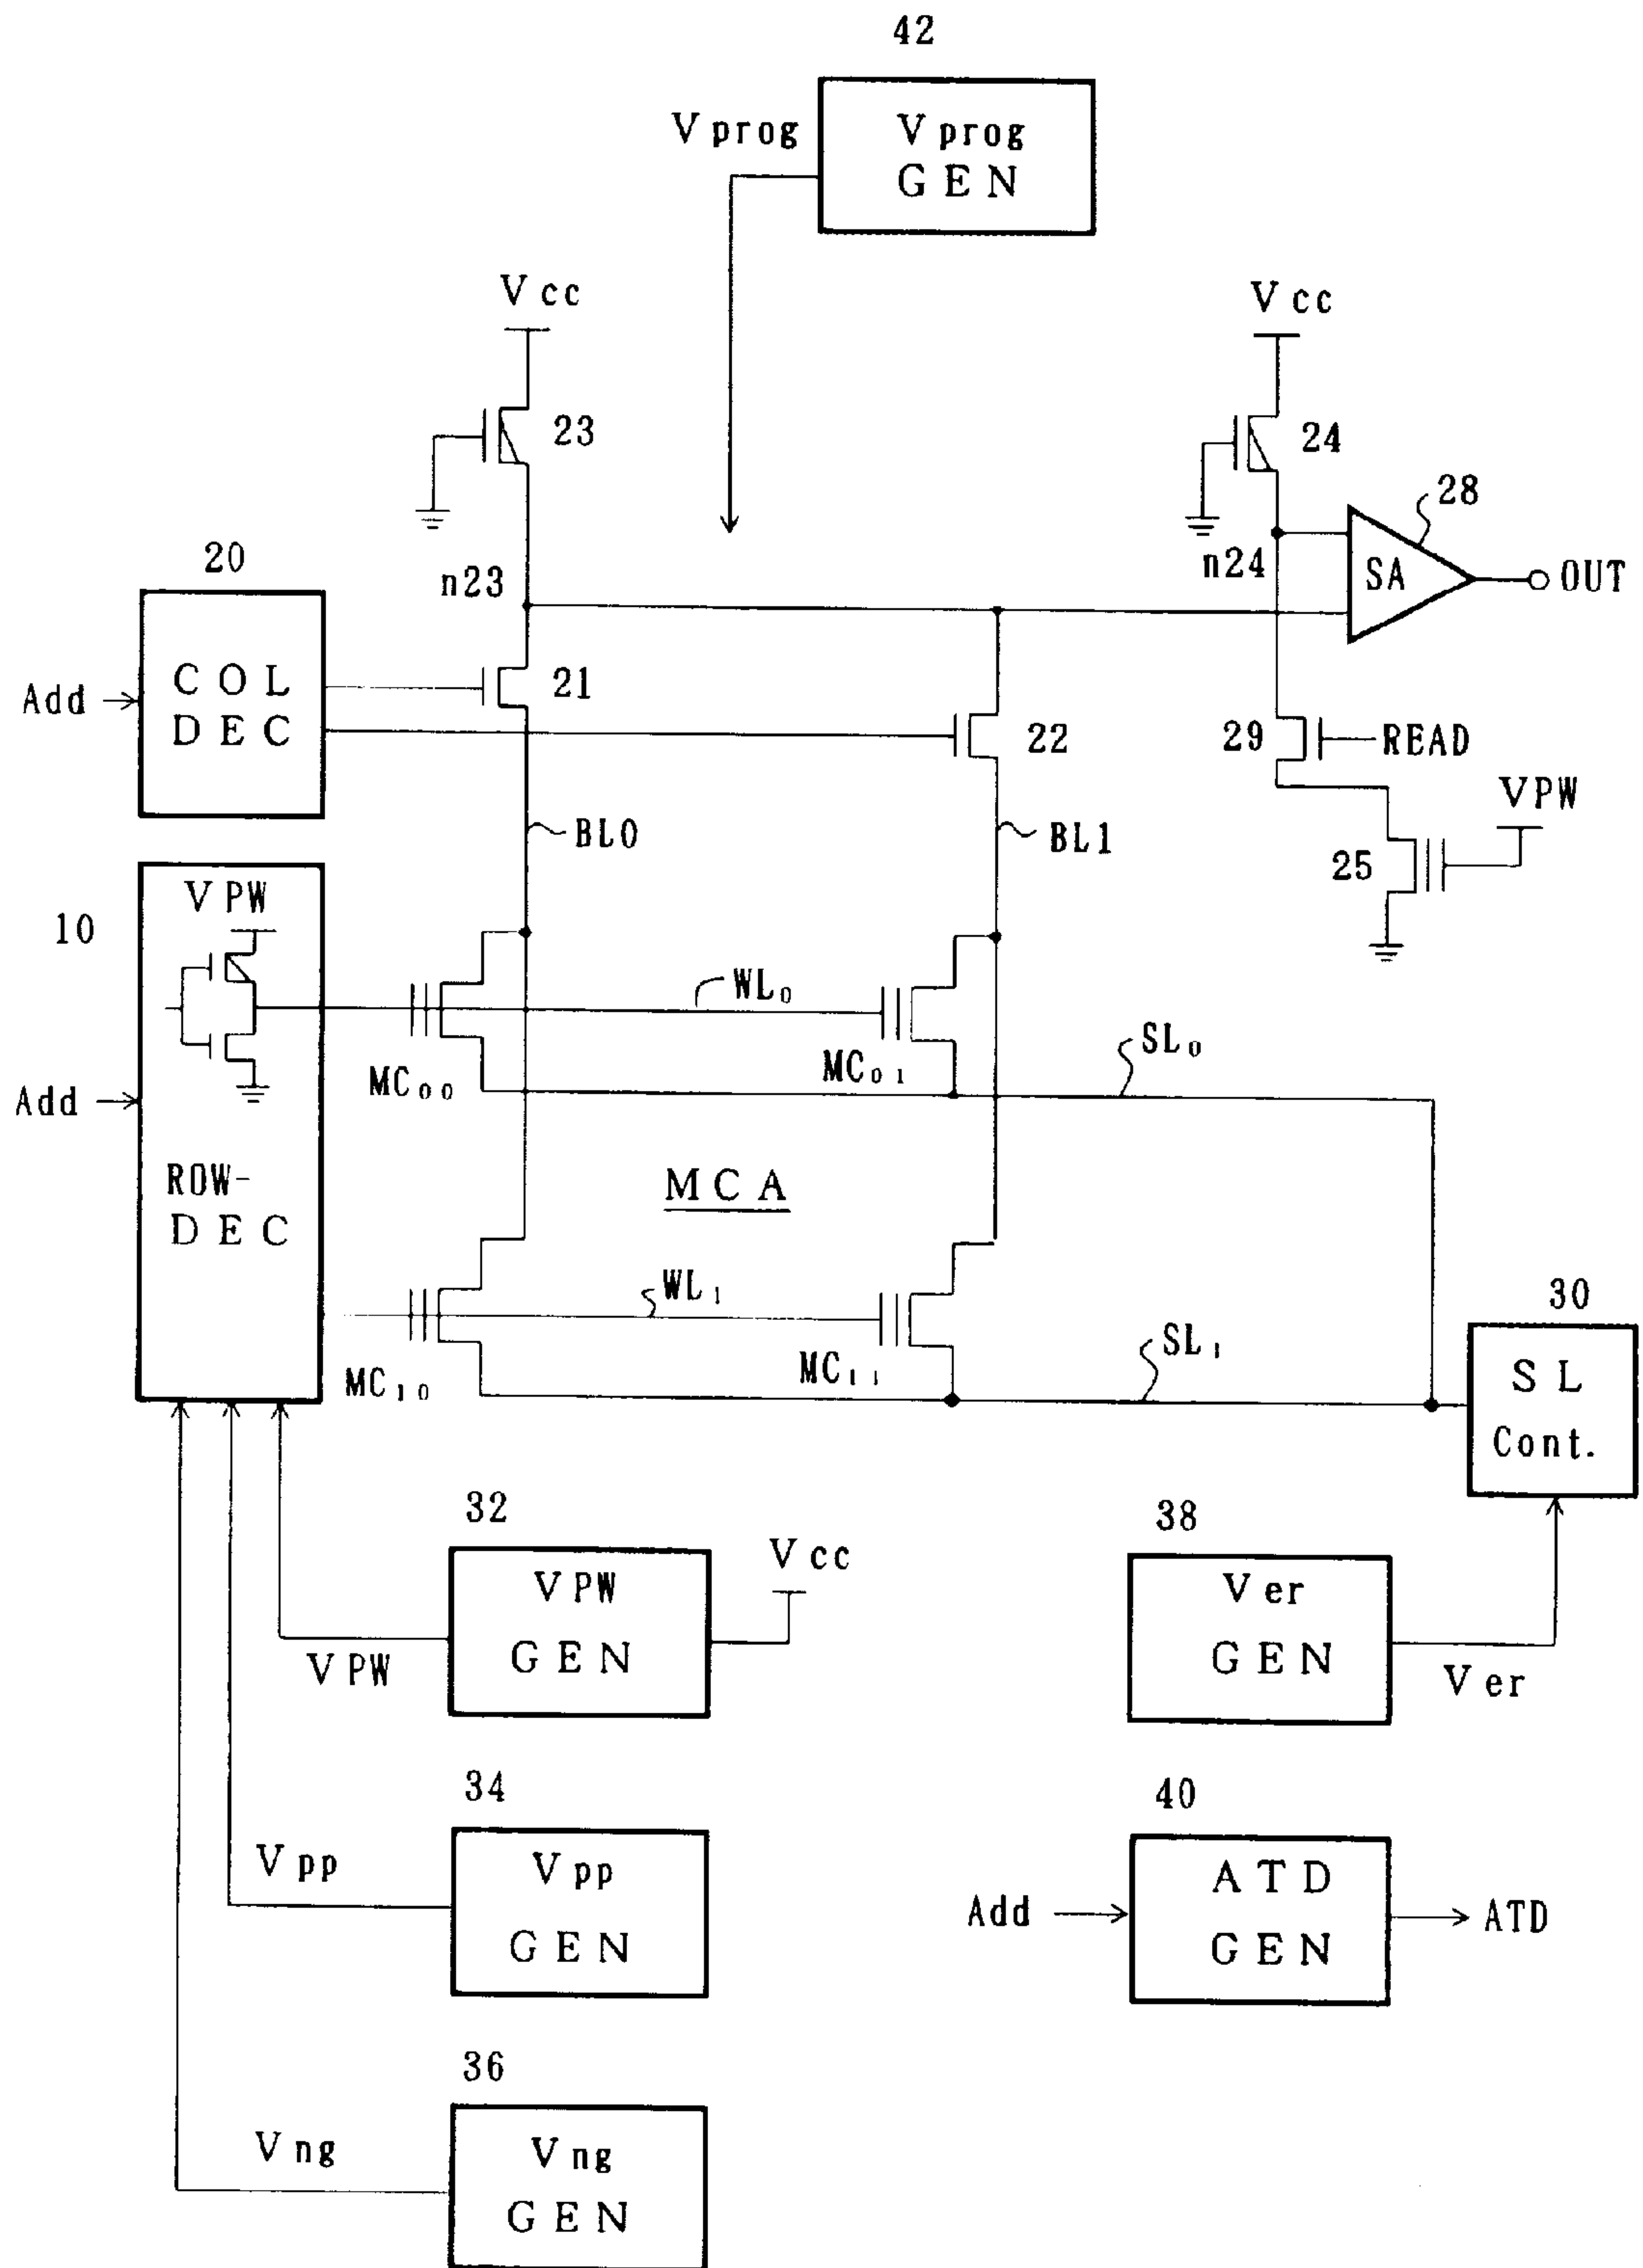 42
Vprog
Vprog
GEN
Vcc
Vcc
23
24
28
20
n23
n24
SA
OUT
COL
DEC
Add
21
22
29
READ
VPW
BL0
BL1
25
10
VPW
WL0
SL0
MC00
MC01
Add
ROW-
DEC
MCA
WL1
SL1
30
MC10
MC11
SL
Cont.
32
VPW
GEN
Vcc
VPW
38
Ver
GEN
Ver
34
Vpp
Vpp
GEN
40
ATD
GEN
Add
ATD
36
Vng
Vng
GEN